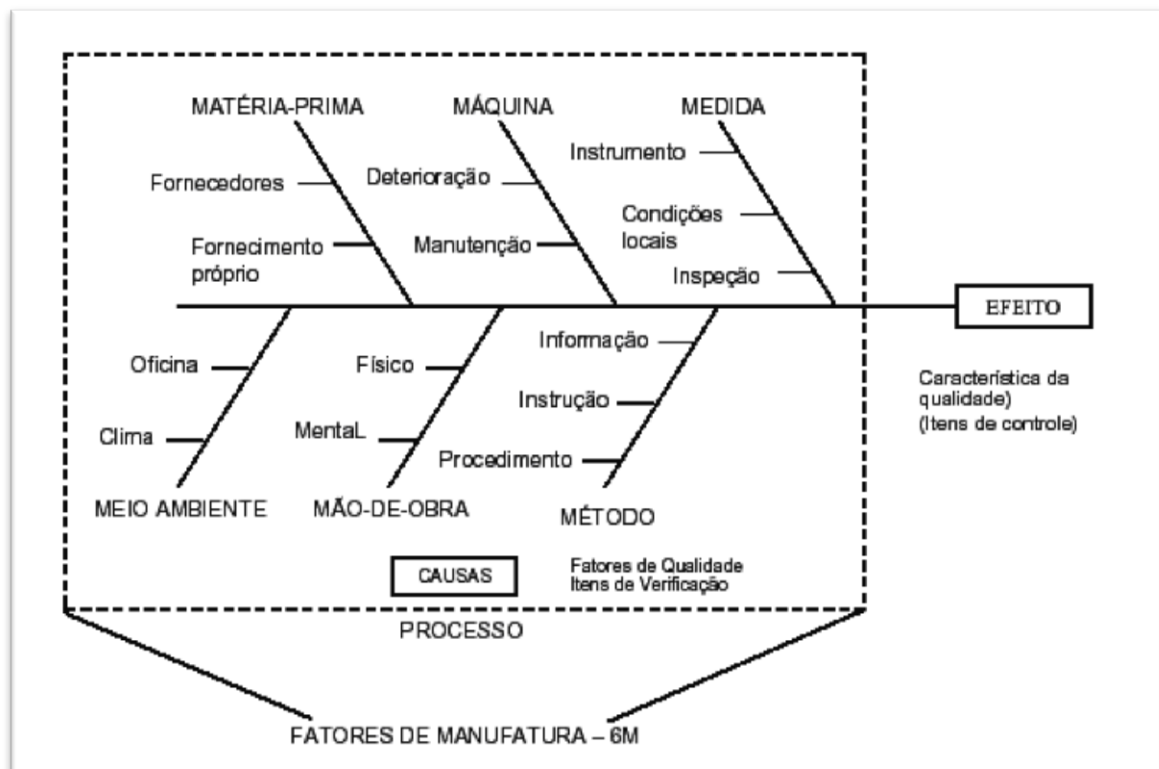 MATÉRIA-PRIMA
MÁQUINA
MEDIDA
Instrumento
Fornecedores
Deterioração
Condições
locais
Fornecimento
próprio
Manutenção
Inspeção
EFEITO
Informação
Oficina
Físico
Instrução
Característica da
qualidade)
(Itens de controle)
Clima
MentaL
Procedimento
MEIO AMBIENTE
MÃO-DE-OBRA
MÉTODO
CAUSAS
Fatores de Qualidade
Itens de Verificação
PROCESSO
FATORES DE MANUFATURA – 6M